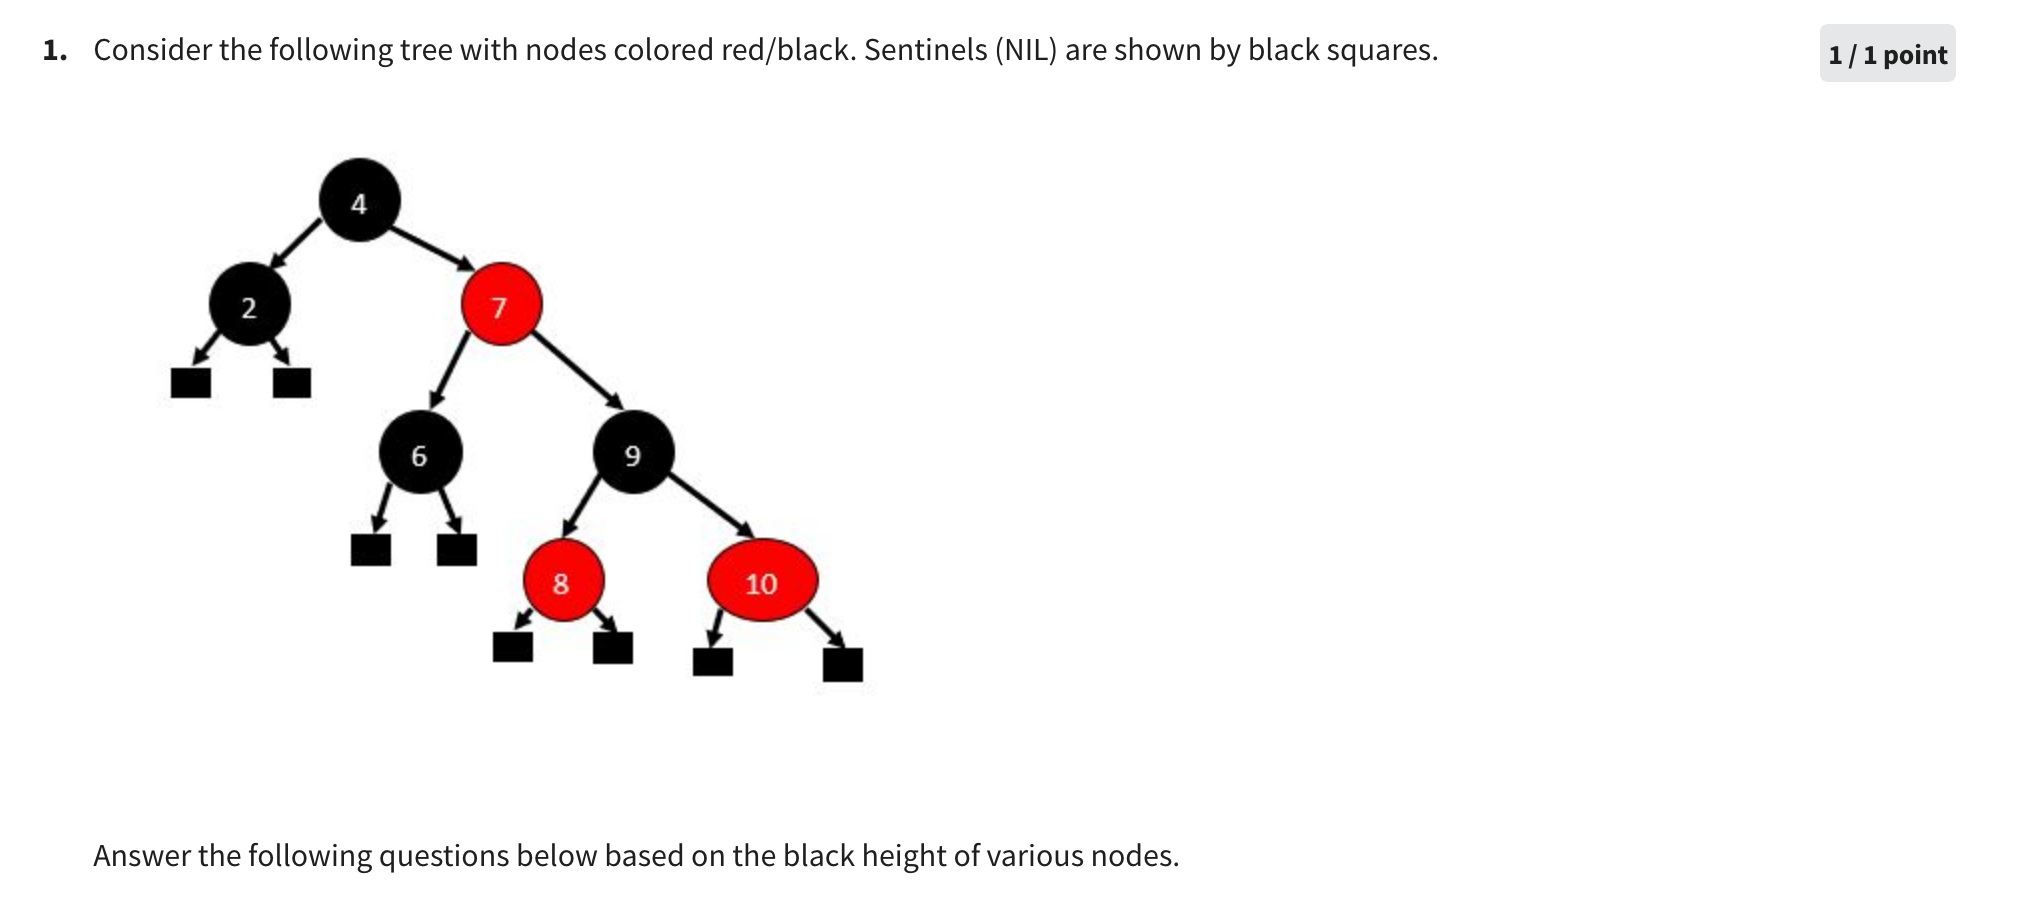 1. Consider the following tree with nodes colored red/black. Sentinels (NIL) are shown by black squares.
1 / 1 point
4
2
7
6
9
8
10
Answer the following questions below based on the black height of various nodes.